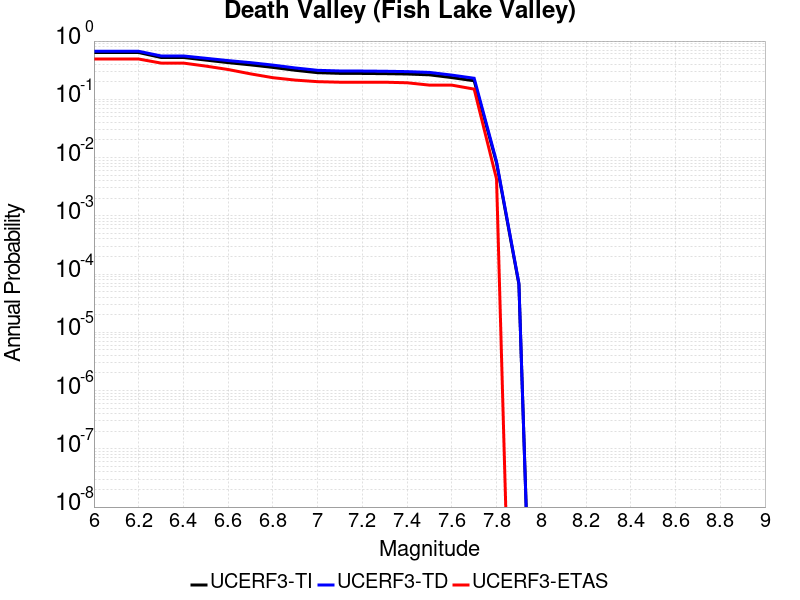 Death Valley (Fish Lake Valley)
10^0
10^-1
10^-2
10^-3
10^-4
10^-5
10^-6
10^-7
10^-8
Annual Probability
6 6.2 6.4 6.6 6.8 7 7.2 7.4 7.6 7.8 8 8.2 8.4 8.6 8.8 9
Magnitude
UCERF3-TI UCERF3-TD UCERF3-ETAS